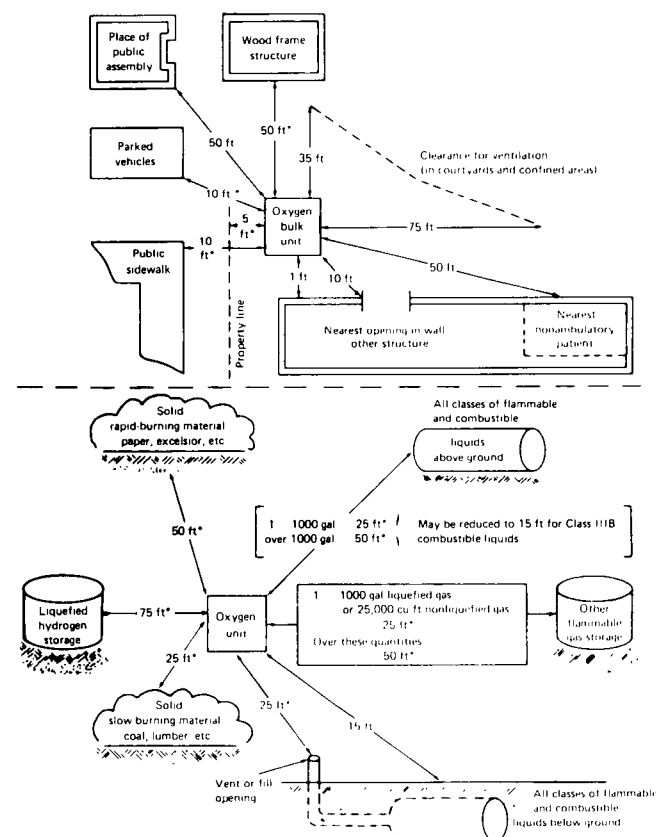 Place of
public
assembly
Wood frame
structure
50 ft
50 ft*
35 ft
Clearance for ventilation
(in courtyards and confined areas)
Parked
vehicles
10 ft*
5
ft*
Oxygen
bulk
unit
75 ft
10
ft*
Public
sidewalk
1 ft
10 ft
50 ft
Property line
Nearest opening in wall
other structure
Nearest
nonambulatory
patient
Solid
rapid-burning material
paper, excelsior, etc
All classes of flammable
and combustible
liquids
above ground
50 ft*
1 1000 gal 25 ft*
over 1000 gal 50 ft*
May be reduced to 15 ft for Class IIIB
combustible liquids
Liquefied
hydrogen
storage
75 ft*
Oxygen
unit
1 1000 gal liquefied gas
or 25,000 cu ft nonliquefied gas
25 ft*
Over these quantities
50 ft*
Other
flammable
gas storage
25 ft*
Solid
slow burning material
coal, lumber etc
25 ft*
15 ft
Vent or fill
opening
All classes of flammable
and combustible
liquids below ground